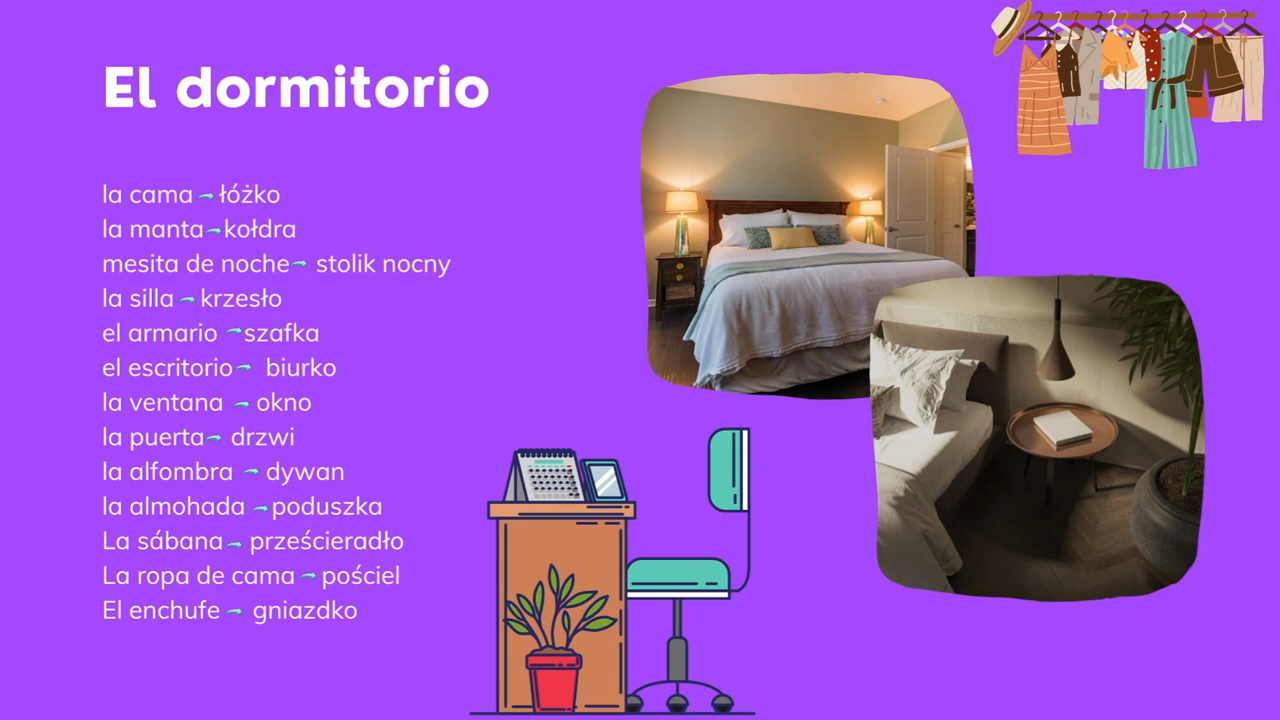 El dormitorio
la cama → łóżko
la manta → kołdra
mesita de noche → stolik nocny
la silla → krzesło
el armario → szafka
el escritorio → biurko
la ventana → okno
la puerta → drzwi
la alfombra → dywan
la almohada → poduszka
La sábana → prześcieradło
La ropa de cama → pościel
El enchufe → gniazdko